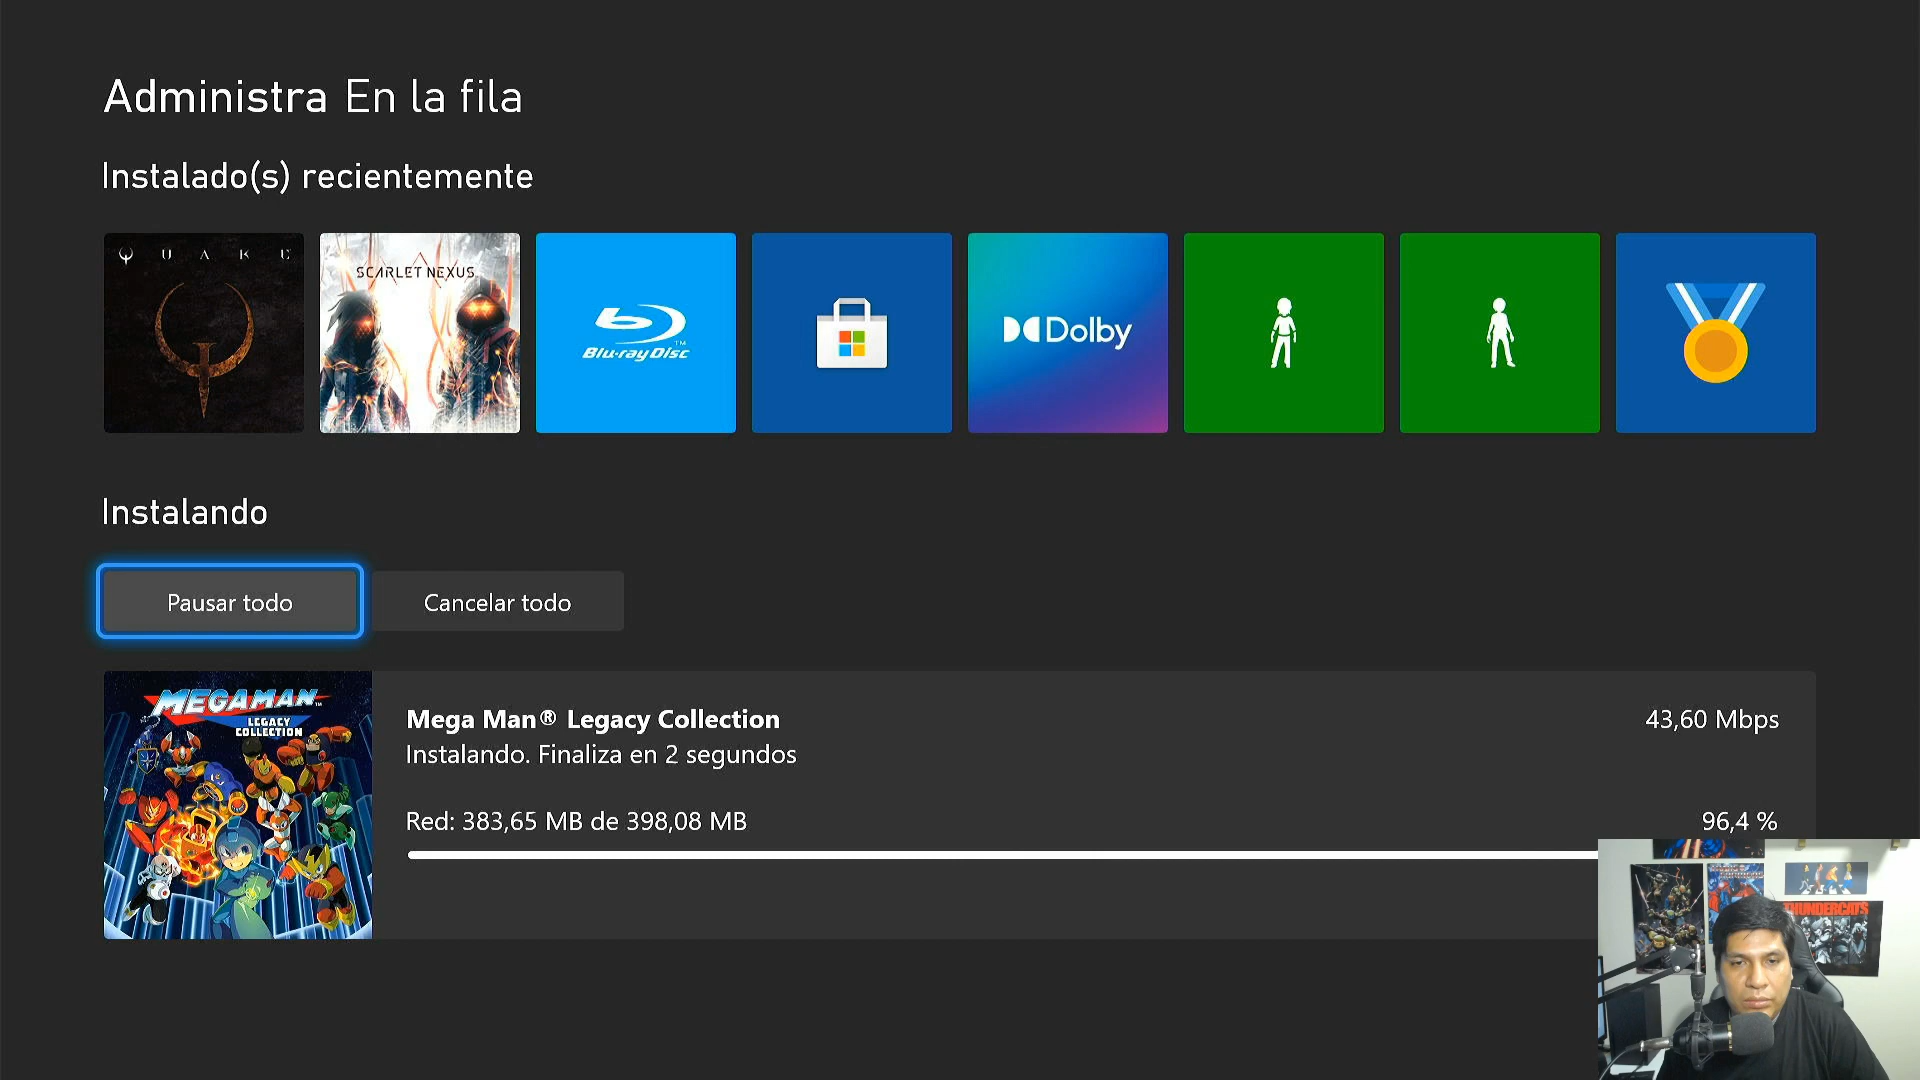 Administra En la fila
Instalado(s) recientemente
QUAKE
SCARLET NEXUS
Blu-ray Disc™
Dolby
Instalando
Pausar todo
Cancelar todo
MEGAMAN™
LEGACY
COLLECTION
Mega Man® Legacy Collection
43,60 Mbps
Instalando. Finaliza en 2 segundos
Red: 383,65 MB de 398,08 MB
96,4 %
THUNDERCATS